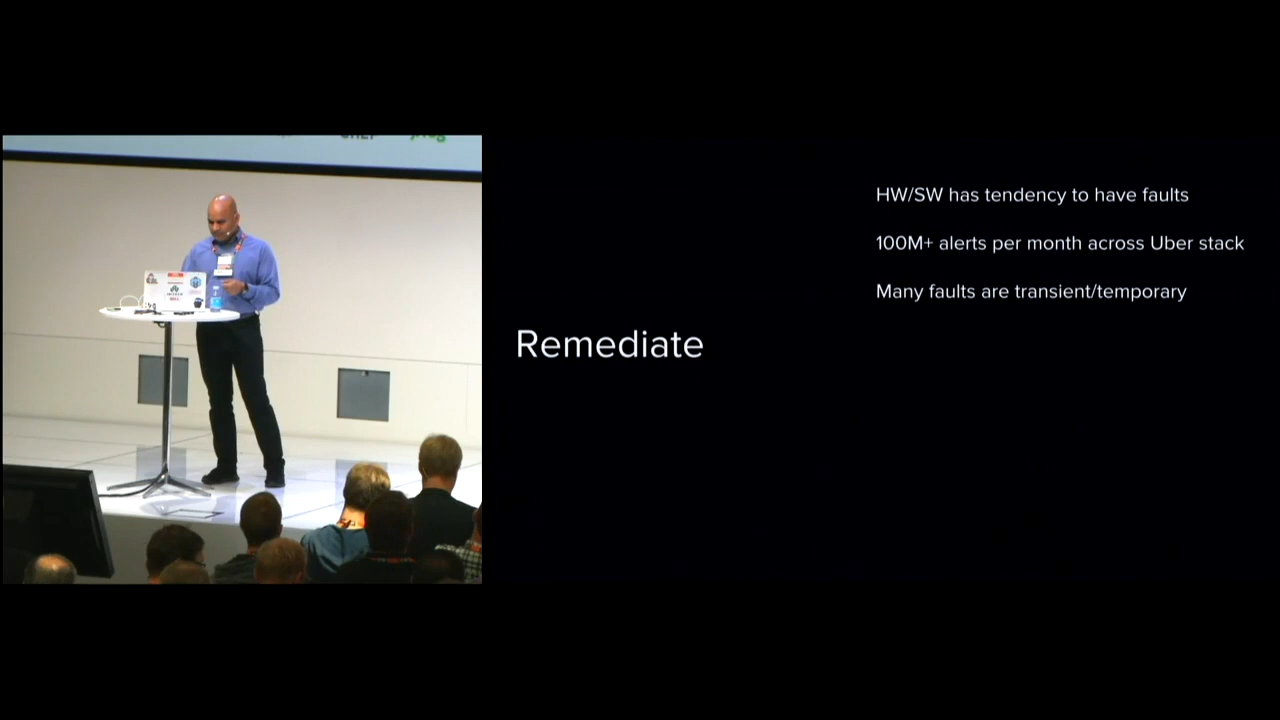 Remediate
HW/SW has tendency to have faults
100M+ alerts per month across Uber stack
Many faults are transient/temporary